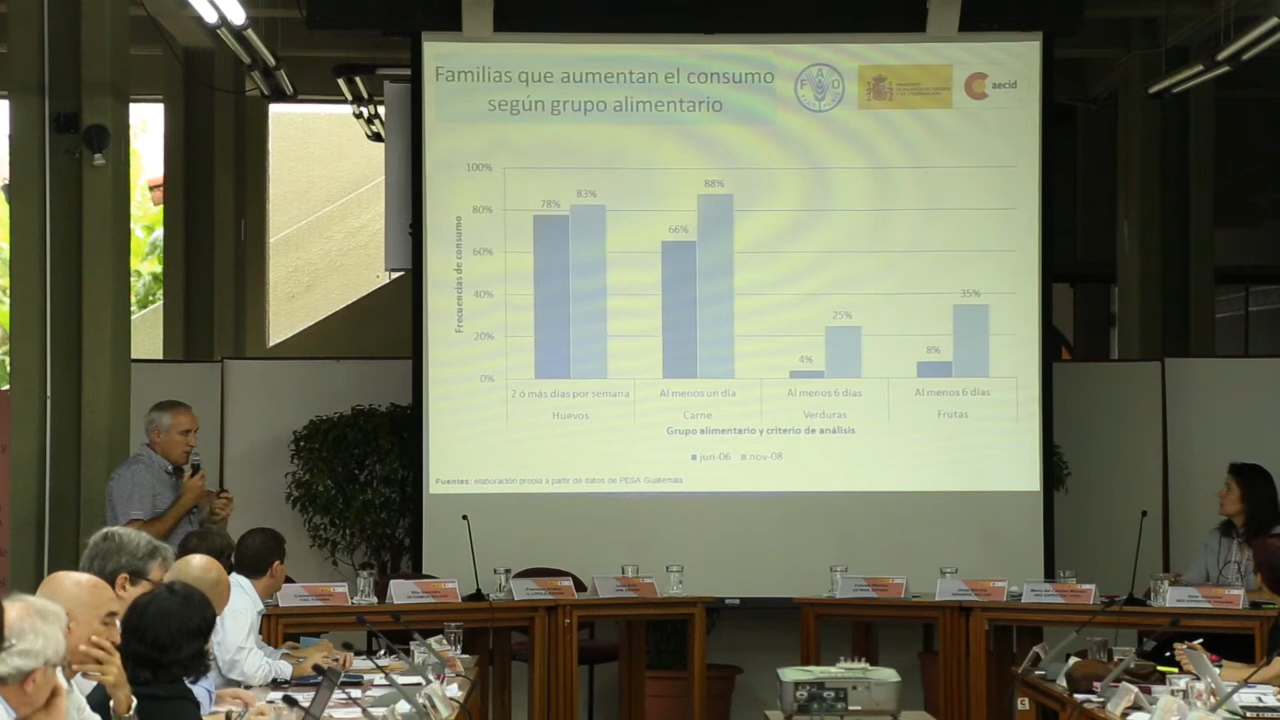 Familias que aumentan el consumo
según grupo alimentario
F A O
aecid
100%
80%
60%
40%
20%
0%
Frecuencias de consumo
78%
83%
66%
88%
4%
25%
8%
35%
2 ó más días por semana
Al menos un día
Al menos 6 días
Al menos 6 días
Huevos
Carne
Verduras
Frutas
Grupo alimentario y criterio de análisis
jun-06 nov-08
Fuentes: elaboración propia a partir de datos de PESA Guatemala